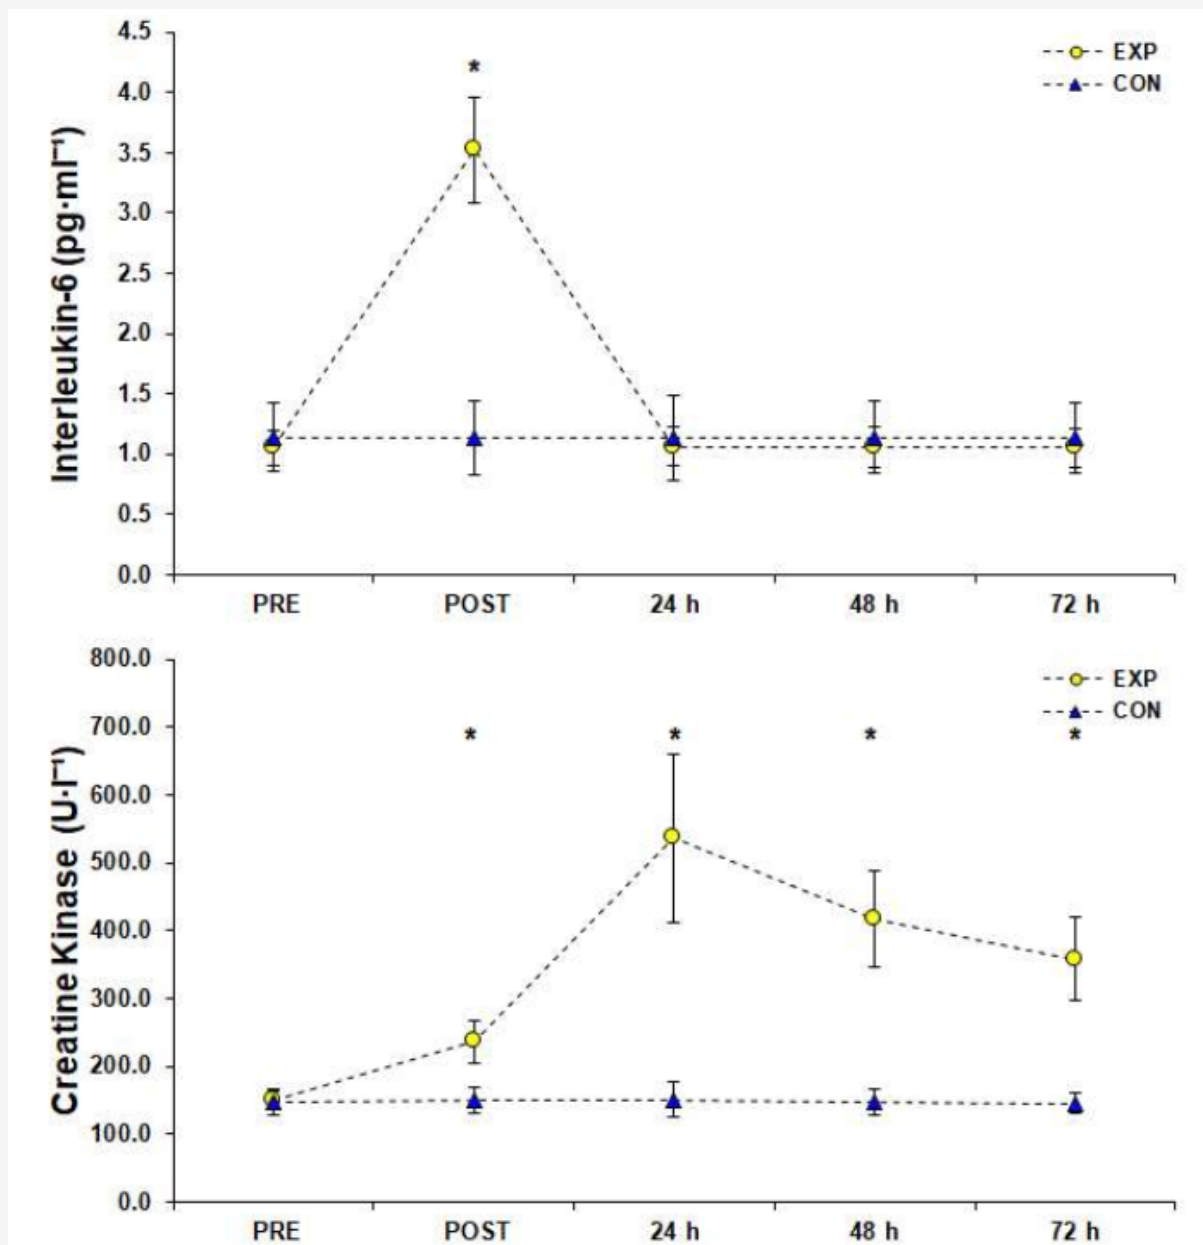 4.5
4.0
3.5
3.0
2.5
2.0
1.5
1.0
0.5
0.0
Interleukin-6 (pg·ml⁻¹)
*
EXP
CON
PRE POST 24 h 48 h 72 h
800.0
700.0
600.0
500.0
400.0
300.0
200.0
100.0
0.0
Creatine Kinase (U·l⁻¹)
EXP
CON
* * * *
PRE POST 24 h 48 h 72 h